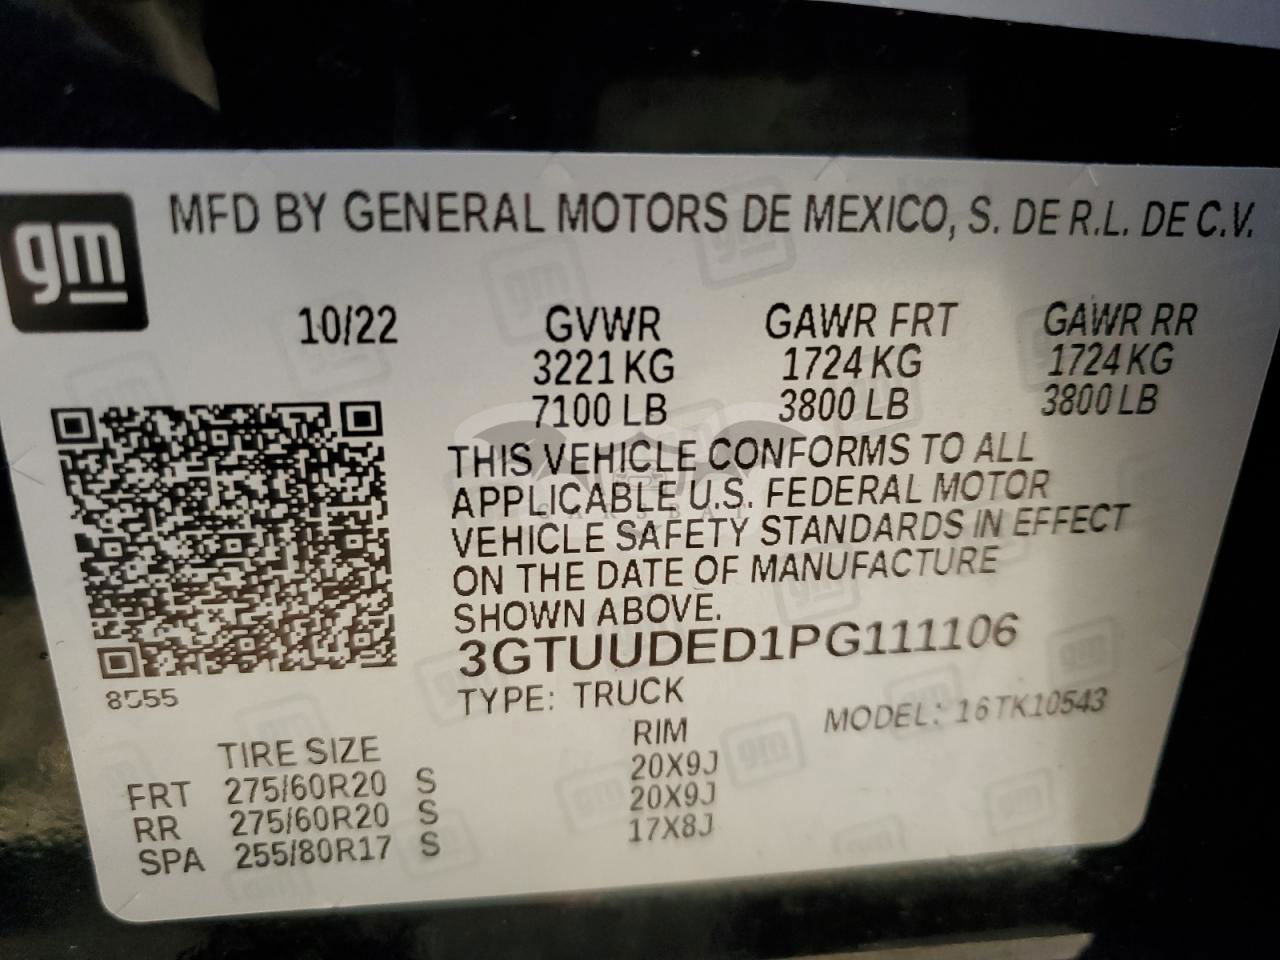 gm MFD BY GENERAL MOTORS DE MEXICO, S. DE R.L. DE C.V.
10/22 GVWR GAWR FRT GAWR RR
3221 KG 1724 KG 1724 KG
7100 LB 3800 LB 3800 LB
THIS VEHICLE CONFORMS TO ALL
APPLICABLE U.S. FEDERAL MOTOR
VEHICLE SAFETY STANDARDS IN EFFECT
ON THE DATE OF MANUFACTURE
SHOWN ABOVE.
3GTUUDED1PG111106
TYPE: TRUCK MODEL: 16TK10543
TIRE SIZE RIM
FRT 275/60R20 S 20X9J
RR 275/60R20 S 20X9J
SPA 255/80R17 S 17X8J